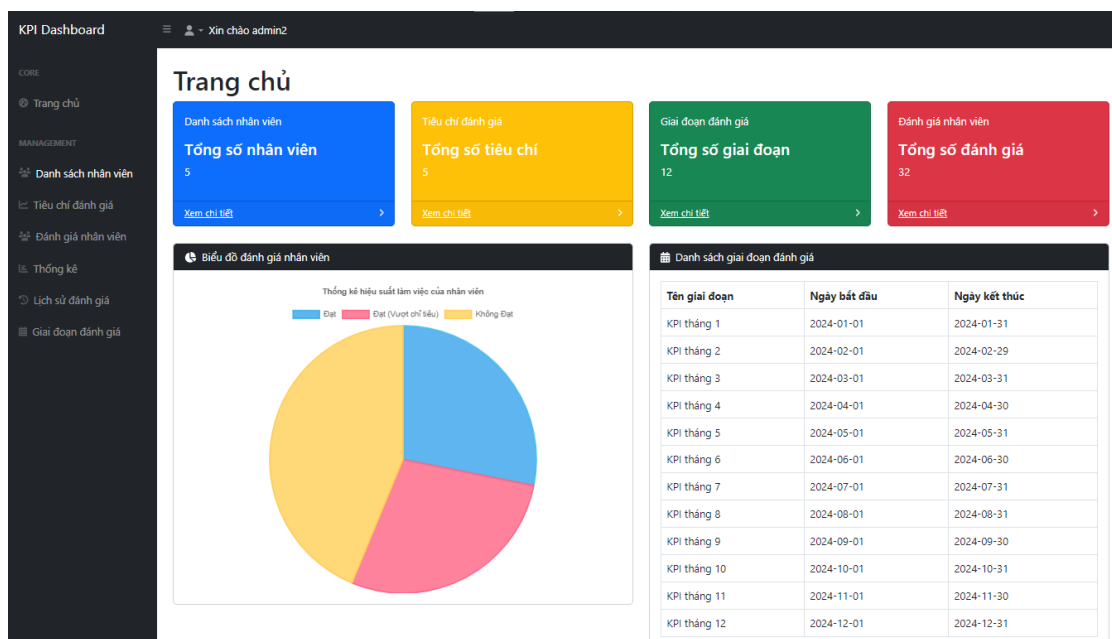 KPI Dashboard
Xin chào admin2
CORE
Trang chủ
MANAGEMENT
Danh sách nhân viên
Tiêu chí đánh giá
Đánh giá nhân viên
Thống kê
Lịch sử đánh giá
Giai đoạn đánh giá
Trang chủ
Danh sách nhân viên
Tổng số nhân viên
5
Xem chi tiết
Tiêu chí đánh giá
Tổng số tiêu chí
5
Xem chi tiết
Giai đoạn đánh giá
Tổng số giai đoạn
12
Xem chi tiết
Đánh giá nhân viên
Tổng số đánh giá
32
Xem chi tiết
Biểu đồ đánh giá nhân viên
Thống kê hiệu suất làm việc của nhân viên
Đạt Đạt (Vượt chỉ tiêu) Không Đạt
Danh sách giai đoạn đánh giá
Tên giai đoạn Ngày bắt đầu Ngày kết thúc
KPI tháng 1 2024-01-01 2024-01-31
KPI tháng 2 2024-02-01 2024-02-29
KPI tháng 3 2024-03-01 2024-03-31
KPI tháng 4 2024-04-01 2024-04-30
KPI tháng 5 2024-05-01 2024-05-31
KPI tháng 6 2024-06-01 2024-06-30
KPI tháng 7 2024-07-01 2024-07-31
KPI tháng 8 2024-08-01 2024-08-31
KPI tháng 9 2024-09-01 2024-09-30
KPI tháng 10 2024-10-01 2024-10-31
KPI tháng 11 2024-11-01 2024-11-30
KPI tháng 12 2024-12-01 2024-12-31